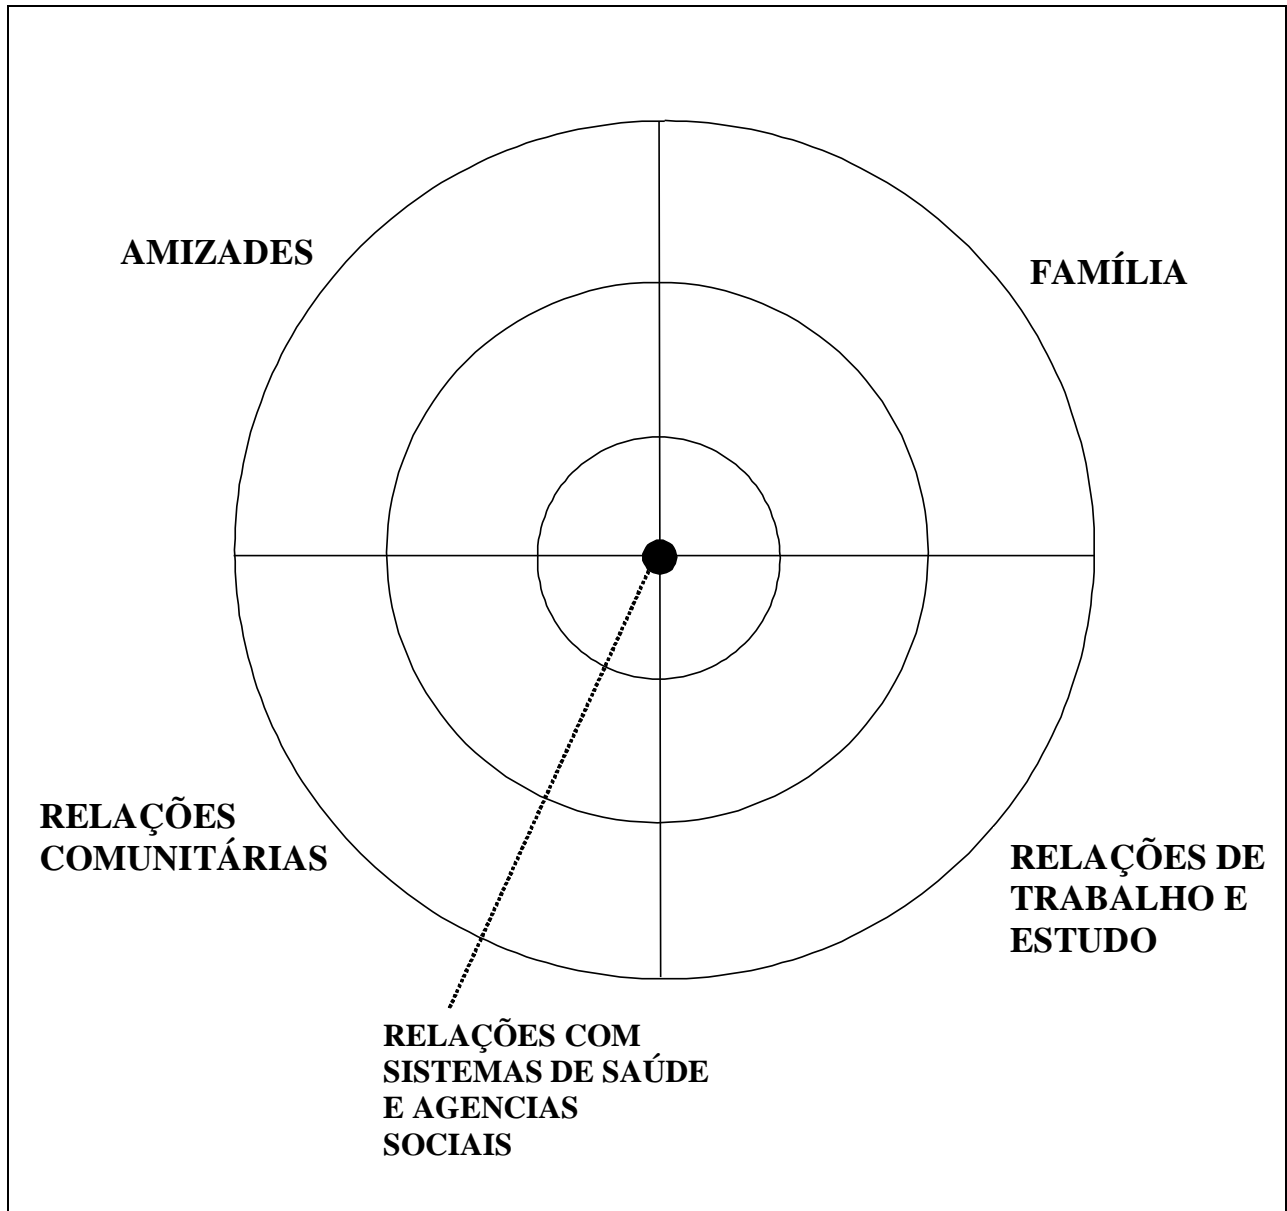 AMIZADES
FAMÍLIA
RELAÇÕES
COMUNITÁRIAS
RELAÇÕES DE
TRABALHO E
ESTUDO
RELAÇÕES COM
SISTEMAS DE SAÚDE
E AGENCIAS
SOCIAIS